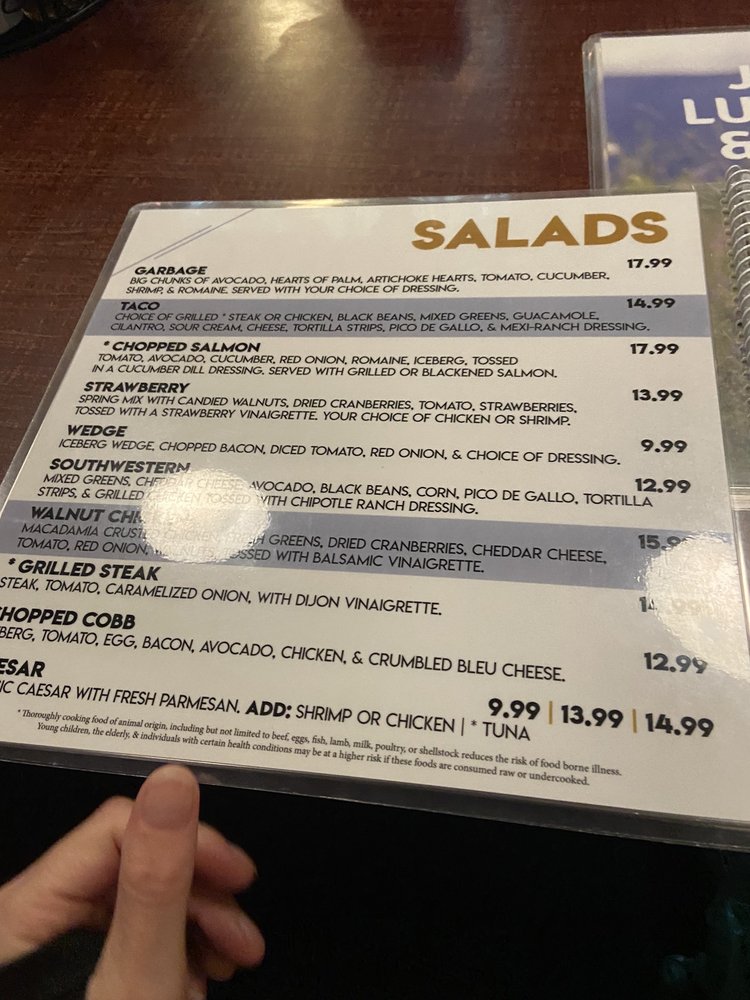 SALADS
GARBAGE 17.99
BIG CHUNKS OF AVOCADO, HEARTS OF PALM, ARTICHOKE HEARTS, TOMATO, CUCUMBER,
SHRIMP, & ROMAINE. SERVED WITH YOUR CHOICE OF DRESSING.
TACO 14.99
CHOICE OF GRILLED * STEAK OR CHICKEN, BLACK BEANS, MIXED GREENS, GUACAMOLE,
CILANTRO, SOUR CREAM, CHEESE, TORTILLA STRIPS, PICO DE GALLO, & MEXI-RANCH DRESSING.
* CHOPPED SALMON 17.99
TOMATO, AVOCADO, CUCUMBER, RED ONION, ROMAINE, ICEBERG, TOSSED
IN A CUCUMBER DILL DRESSING. SERVED WITH GRILLED OR BLACKENED SALMON.
STRAWBERRY 13.99
SPRING MIX WITH CANDIED WALNUTS, DRIED CRANBERRIES, TOMATO, STRAWBERRIES,
TOSSED WITH A STRAWBERRY VINAIGRETTE. YOUR CHOICE OF CHICKEN OR SHRIMP.
WEDGE 9.99
ICEBERG WEDGE, CHOPPED BACON, DICED TOMATO, RED ONION, & CHOICE OF DRESSING.
SOUTHWESTERN 12.99
MIXED GREENS, CHEDDAR CHEESE, AVOCADO, BLACK BEANS, CORN, PICO DE GALLO, TORTILLA
STRIPS, & GRILLED CHICKEN TOSSED WITH CHIPOTLE RANCH DRESSING.
WALNUT
MACADAMIA CRUSTED CHICKEN, FRESH GREENS, DRIED CRANBERRIES, CHEDDAR CHEESE,
TOMATO, RED ONION, WALNUTS, TOSSED WITH BALSAMIC VINAIGRETTE.
* GRILLED STEAK 14.99
STEAK, TOMATO, CARAMELIZED ONION, WITH DIJON VINAIGRETTE.
CHOPPED COBB 12.99
BERG, TOMATO, EGG, BACON, AVOCADO, CHICKEN, & CRUMBLED BLEU CHEESE.
ESAR 9.99 | 13.99 | 14.99
IC CAESAR WITH FRESH PARMESAN. ADD: SHRIMP OR CHICKEN | * TUNA
* Thoroughly cooking food of animal origin, including but not limited to beef, eggs, fish, lamb, milk, poultry, or shellstock reduces the risk of food borne illness.
Young children, the elderly, & individuals with certain health conditions may be at a higher risk if these foods are consumed raw or undercooked.
J
LU
&